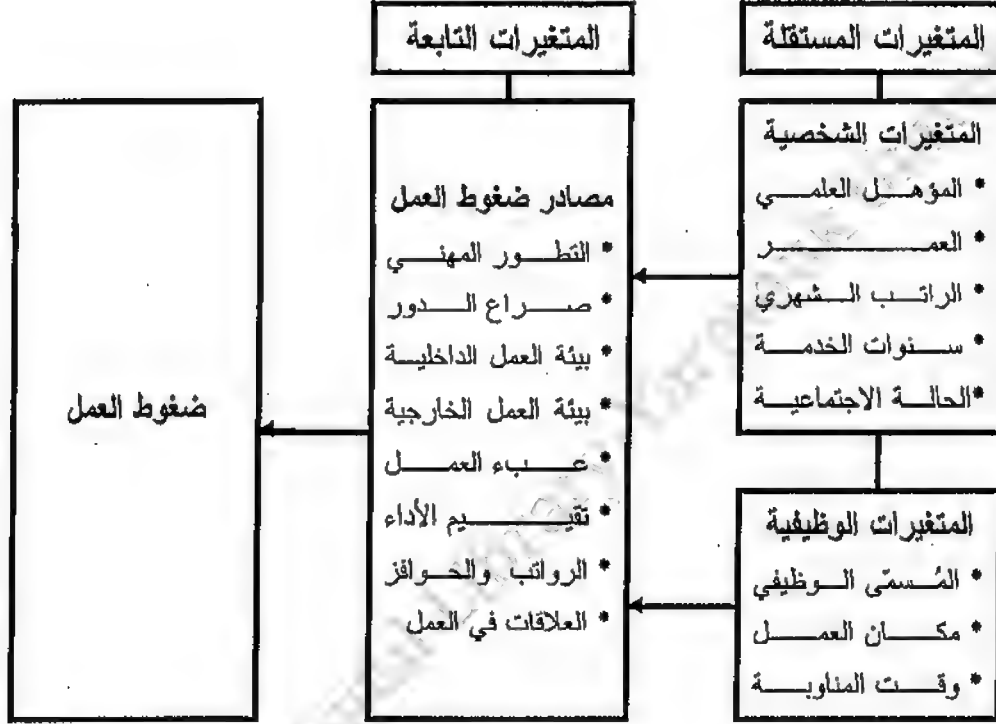 المتغيرات المستقلة
المتغيرات الشخصية
* المؤهل العلمي
* العمر
* الراتب الشهري
* سنوات الخدمة
*الحالة الاجتماعية
المتغيرات الوظيفية
* المُسمّى الوظيفي
* مكان العمل
* وقت المناوبة
المتغيرات التابعة
مصادر ضغوط العمل
* التطور المهني
* صراع الدور
* بيئة العمل الداخلية
* بيئة العمل الخارجية
* عبء العمل
* تقييم الأداء
* الرواتب والحوافز
* العلاقات في العمل
ضغوط العمل